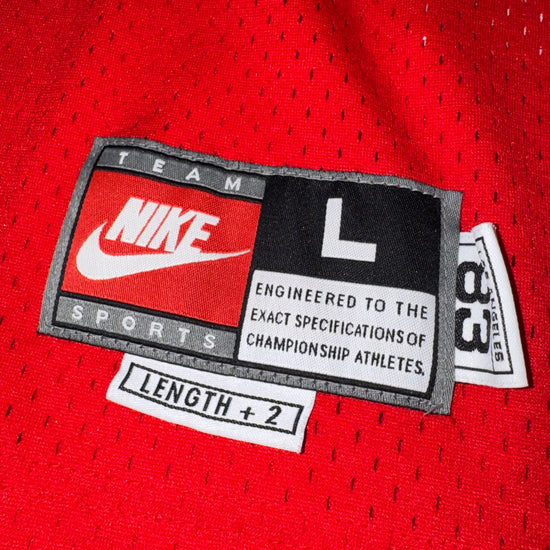 TEAM
NIKE
SPORTS
L
ENGINEERED TO THE
EXACT SPECIFICATIONS OF
CHAMPIONSHIP ATHLETES.
LENGTH + 2
83